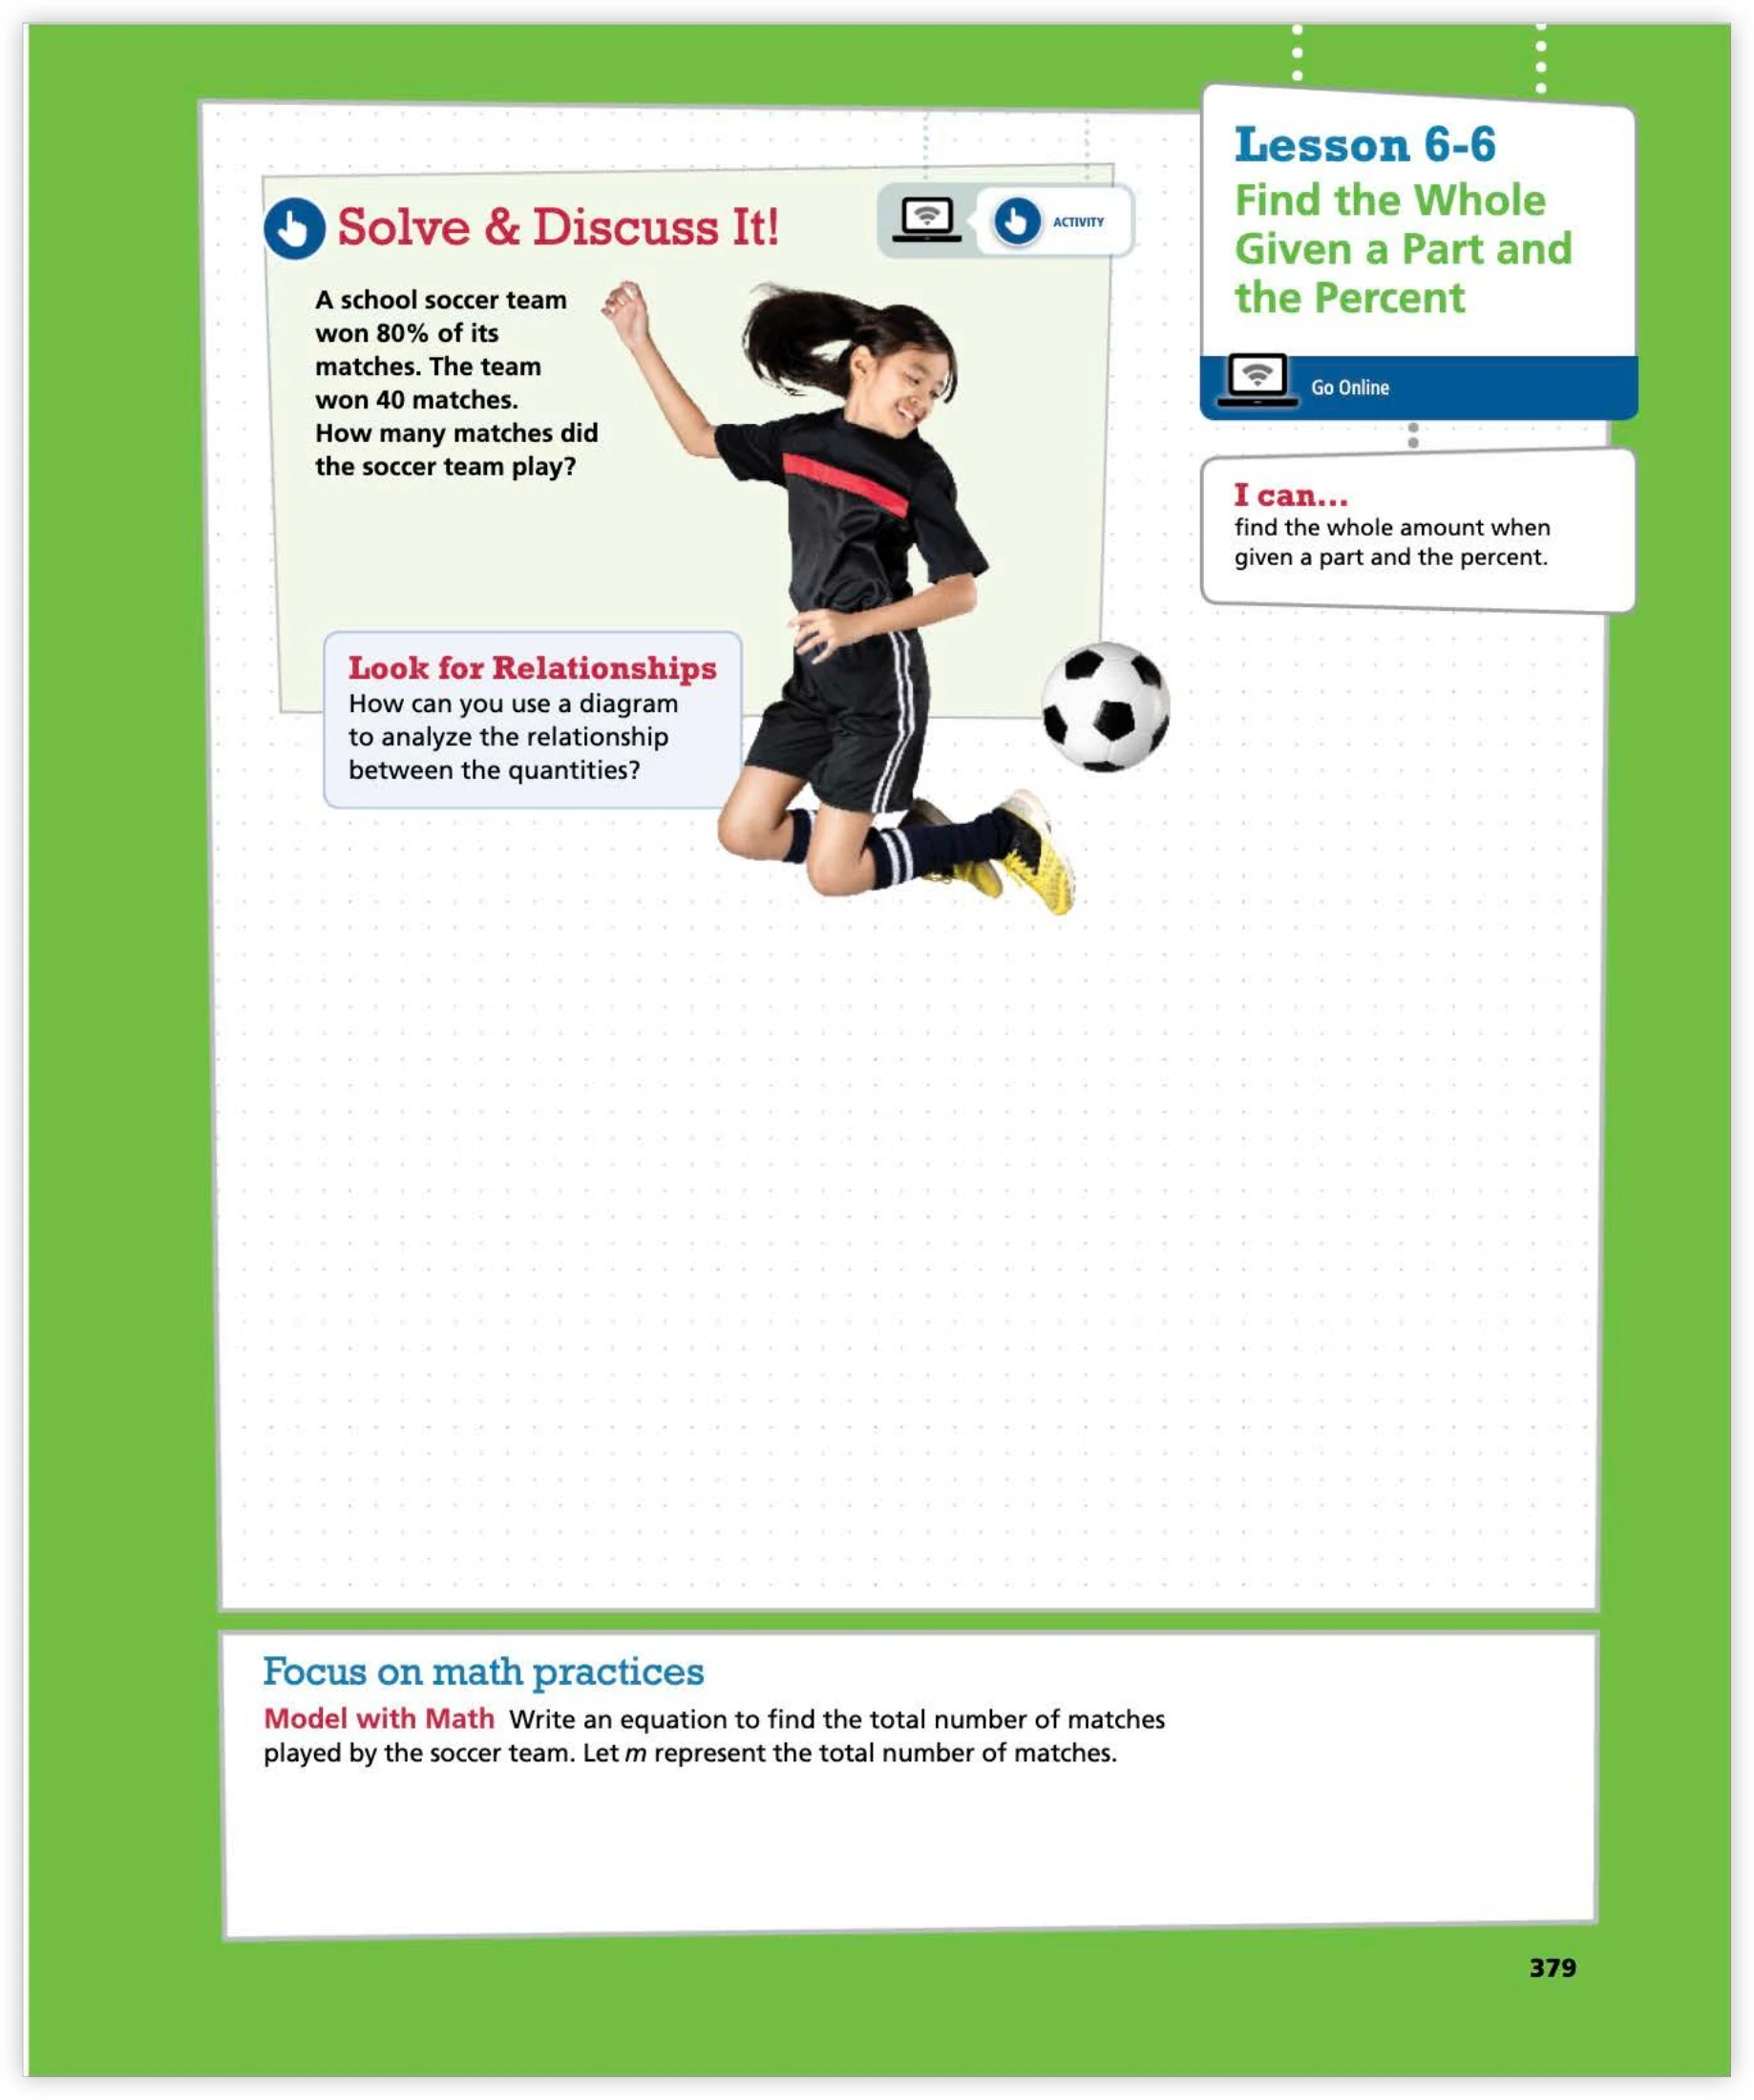 Lesson 6-6
Find the Whole
Given a Part and
the Percent
Go Online
I can...
find the whole amount when
given a part and the percent.
Solve & Discuss It!
ACTIVITY
A school soccer team
won 80% of its
matches. The team
won 40 matches.
How many matches did
the soccer team play?
Look for Relationships
How can you use a diagram
to analyze the relationship
between the quantities?
Focus on math practices
Model with Math Write an equation to find the total number of matches
played by the soccer team. Let m represent the total number of matches.
379